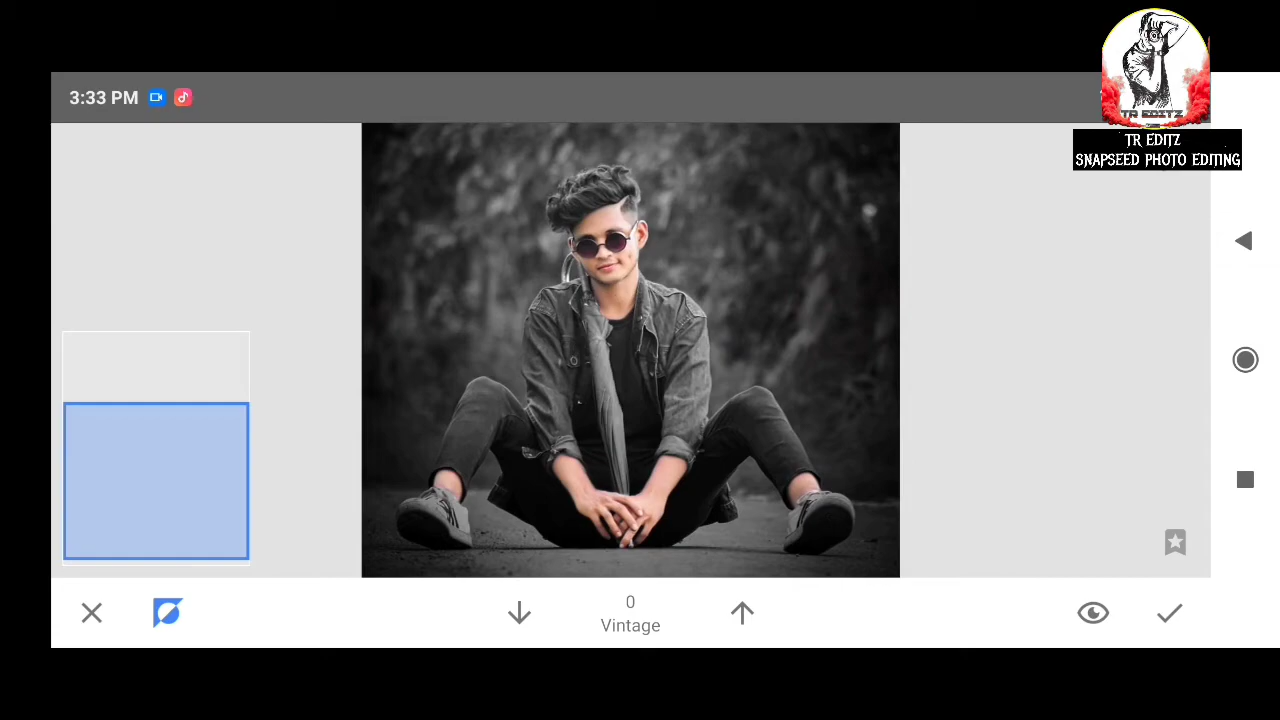 3:33 PM
TR EDITZ
TR EDITZ
SNAPSEED PHOTO EDITING
0
Vintage